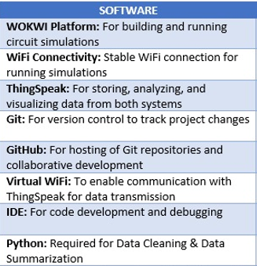 SOFTWARE
WOKWI Platform: For building and running
circuit simulations
WiFi Connectivity: Stable WiFi connection for
running simulations
ThingSpeak: For storing, analyzing, and
visualizing data from both systems
Git: For version control to track project changes
GitHub: For hosting of Git repositories and
collaborative development
Virtual WiFi: To enable communication with
ThingSpeak for data transmission
IDE: For code development and debugging
Python: Required for Data Cleaning & Data
Summarization